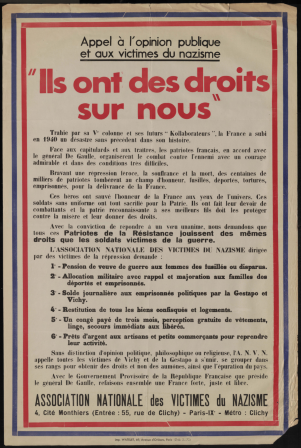 Appel à l'opinion publique
et aux victimes du nazisme
"Ils ont des droits
sur nous"
Trahie par sa Vᵉ colonne et ses futurs "Kollaborateurs", la France a subi
en 1940 un désastre sans précédent dans son histoire.
Face aux capitulards et aux traîtres, les patriotes français, en accord avec
le général De Gaulle, organisèrent le combat contre l'ennemi avec un courage
admirable et dans des conditions très difficiles.
Bravant une répression féroce, la souffrance et la mort, des centaines de
milliers de patriotes tombèrent au champ d'honneur, fusillés, déportés, torturés,
emprisonnés, pour la délivrance de la France.
Ces héros ont sauvé l'honneur de la France aux yeux de l'univers. Ces
soldats sans uniforme ont tout sacrifié pour la Patrie. Ils ont fait leur devoir de
combattants et la patrie reconnaissante à ses meilleurs fils doit les protéger
contre la misère et leur donner des droits.
Avec la conviction de répondre à un vœu unanime, nous demandons que
tous ces Patriotes de la Résistance jouissent des mêmes
droits que les soldats victimes de la guerre.
L'ASSOCIATION NATIONALE DES VICTIMES DU NAZISME dirigée
par des victimes de la répression demande :
1° - Pension de veuve de guerre aux femmes des fusillés ou disparus.
2° - Allocation militaire avec rappel et majoration aux familles des
déportés et emprisonnés.
3° - Solde journalière aux emprisonnés politiques par la Gestapo et
Vichy.
4° - Restitution de tous les biens confisqués et logements.
5° - Un congé payé de trois mois, perception gratuite de vêtements,
linge, secours immédiats aux libérés.
6° - Prêts d'argent aux artisans et petits commerçants pour reprendre
leur activité.
Sans distinction d'opinion politique, philosophique ou religieuse, l'A. N. V. N.
appelle toutes les victimes de Vichy et de la Gestapo à s'unir, se grouper dans
ses rangs pour obtenir des droits et non des aumônes, ainsi que l'épuration du pays.
Avec le Gouvernement Provisoire de la République Française que préside
le général De Gaulle, refaisons ensemble une France forte, juste et libre.
ASSOCIATION NATIONALE des VICTIMES du NAZISME
4, Cité Monthiers (Entrée : 55, rue de Clichy) - Paris-IXᵉ - Métro : Clichy